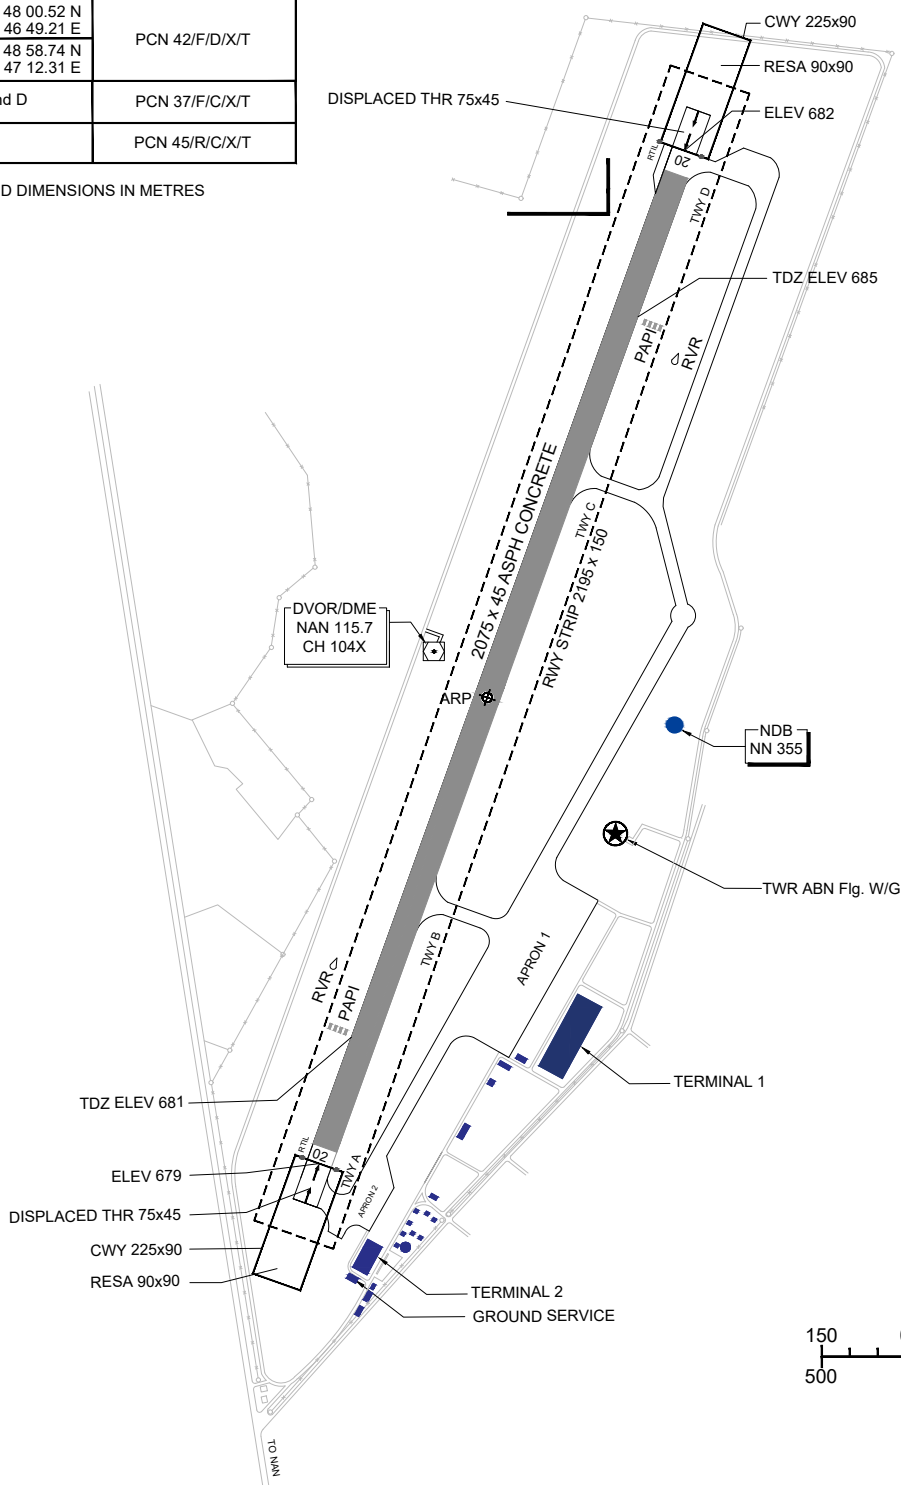 48 00.52 N
46 49.21 E
PCN 42/F/D/X/T
48 58.74 N
47 12.31 E
nd D
PCN 37/F/C/X/T
PCN 45/R/C/X/T
D DIMENSIONS IN METRES
CWY 225x90
RESA 90x90
DISPLACED THR 75x45
ELEV 682
RTIL
20
TWY D
TDZ ELEV 685
PAPI
RVR
2075 x 45 ASPH CONCRETE
TWY C
RWY STRIP 2195 x 150
DVOR/DME
NAN 115.7
CH 104X
ARP
NDB
NN 355
TWR ABN Flg. W/G
TWY B
APRON 1
RVR
PAPI
TERMINAL 1
TDZ ELEV 681
RTIL
02
ELEV 679
TWY A
APRON 2
DISPLACED THR 75x45
CWY 225x90
RESA 90x90
TERMINAL 2
GROUND SERVICE
150
500
TO NAN